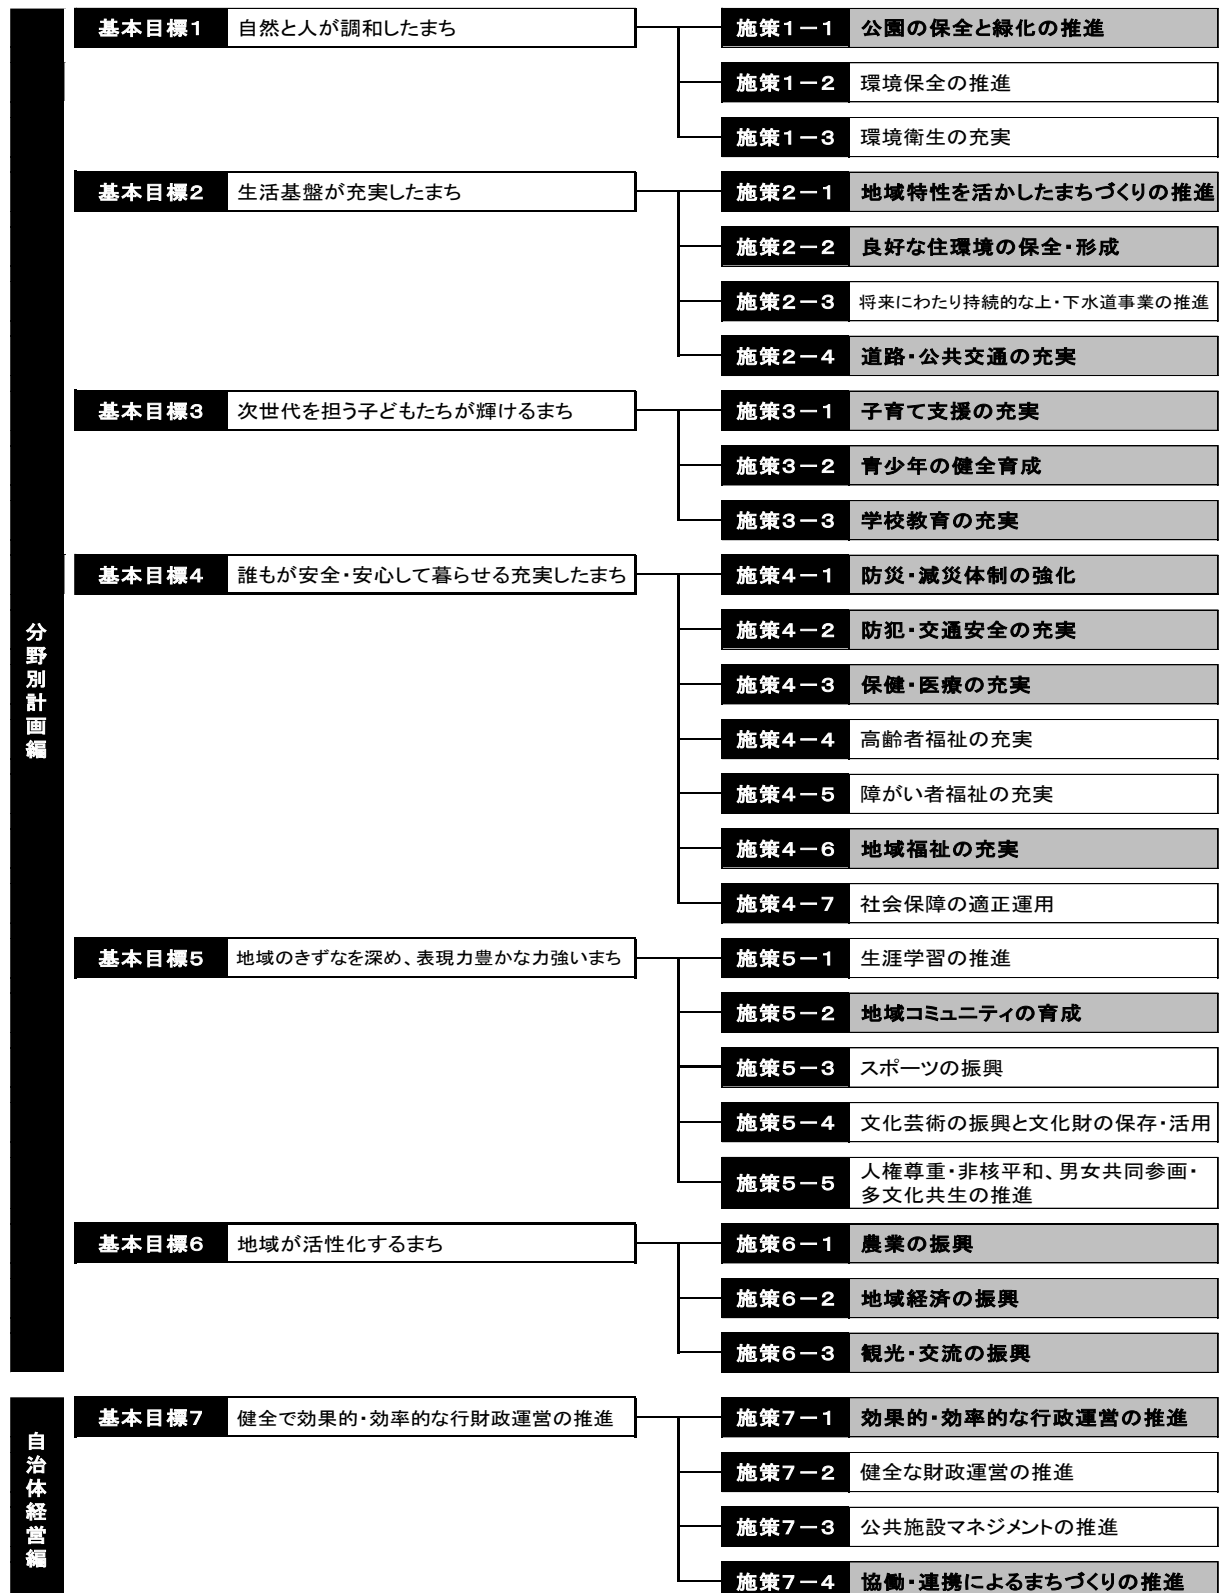 分野別計画編
基本目標1 自然と人が調和したまち
施策1－1 公園の保全と緑化の推進
施策1－2 環境保全の推進
施策1－3 環境衛生の充実
基本目標2 生活基盤が充実したまち
施策2－1 地域特性を活かしたまちづくりの推進
施策2－2 良好な住環境の保全・形成
施策2－3 将来にわたり持続的な上・下水道事業の推進
施策2－4 道路・公共交通の充実
基本目標3 次世代を担う子どもたちが輝けるまち
施策3－1 子育て支援の充実
施策3－2 青少年の健全育成
施策3－3 学校教育の充実
基本目標4 誰もが安全・安心して暮らせる充実したまち
施策4－1 防災・減災体制の強化
施策4－2 防犯・交通安全の充実
施策4－3 保健・医療の充実
施策4－4 高齢者福祉の充実
施策4－5 障がい者福祉の充実
施策4－6 地域福祉の充実
施策4－7 社会保障の適正運用
基本目標5 地域のきずなを深め、表現力豊かな力強いまち
施策5－1 生涯学習の推進
施策5－2 地域コミュニティの育成
施策5－3 スポーツの振興
施策5－4 文化芸術の振興と文化財の保存・活用
施策5－5 人権尊重・非核平和、男女共同参画・
多文化共生の推進
基本目標6 地域が活性化するまち
施策6－1 農業の振興
施策6－2 地域経済の振興
施策6－3 観光・交流の振興
自治体経営編
基本目標7 健全で効果的・効率的な行財政運営の推進
施策7－1 効果的・効率的な行政運営の推進
施策7－2 健全な財政運営の推進
施策7－3 公共施設マネジメントの推進
施策7－4 協働・連携によるまちづくりの推進